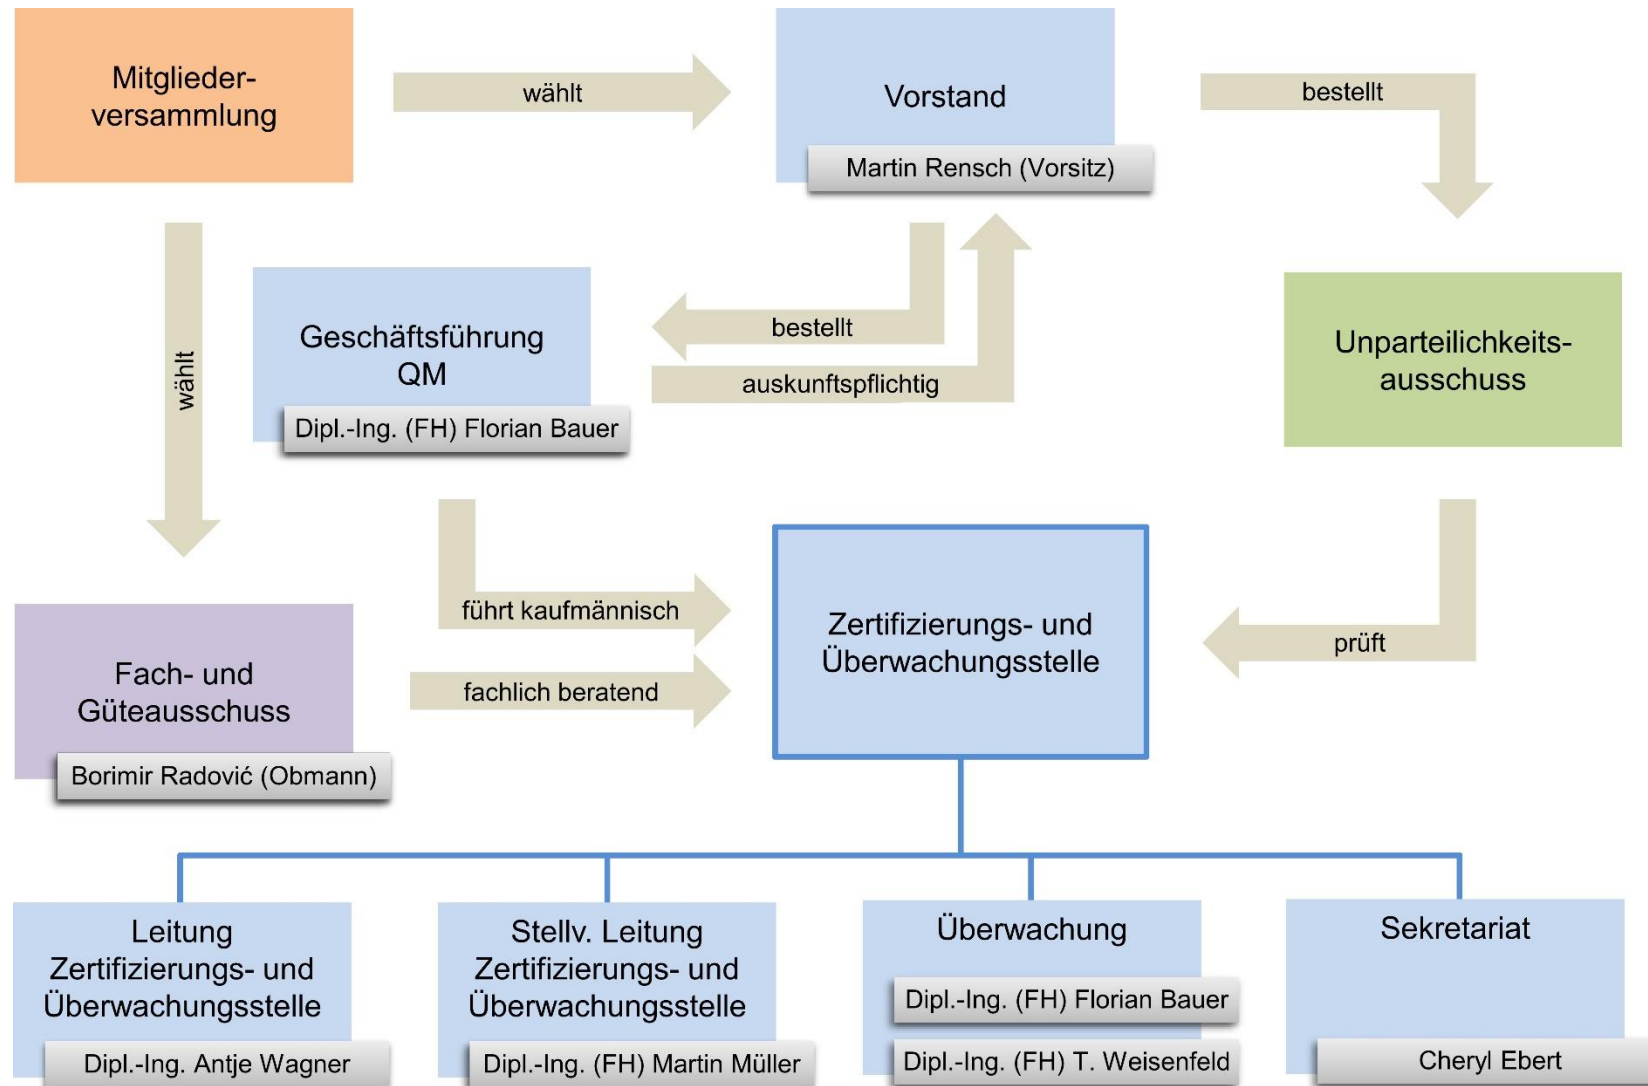 Mitglieder-
versammlung
wählt
Vorstand
Martin Rensch (Vorsitz)
bestellt
wählt
Geschäftsführung
QM
Dipl.-Ing. (FH) Florian Bauer
bestellt
auskunftspflichtig
Unparteilichkeits-
ausschuss
führt kaufmännisch
Fach- und
Güteausschuss
Borimir Radović (Obmann)
fachlich beratend
Zertifizierungs- und
Überwachungsstelle
prüft
Leitung
Zertifizierungs- und
Überwachungsstelle
Dipl.-Ing. Antje Wagner
Stellv. Leitung
Zertifizierungs- und
Überwachungsstelle
Dipl.-Ing. (FH) Martin Müller
Überwachung
Dipl.-Ing. (FH) Florian Bauer
Dipl.-Ing. (FH) T. Weisenfeld
Sekretariat
Cheryl Ebert